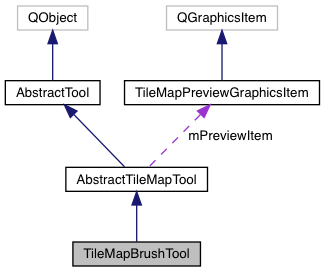 QObject
QGraphicsItem
AbstractTool
TileMapPreviewGraphicsItem
mPreviewItem
AbstractTileMapTool
TileMapBrushTool